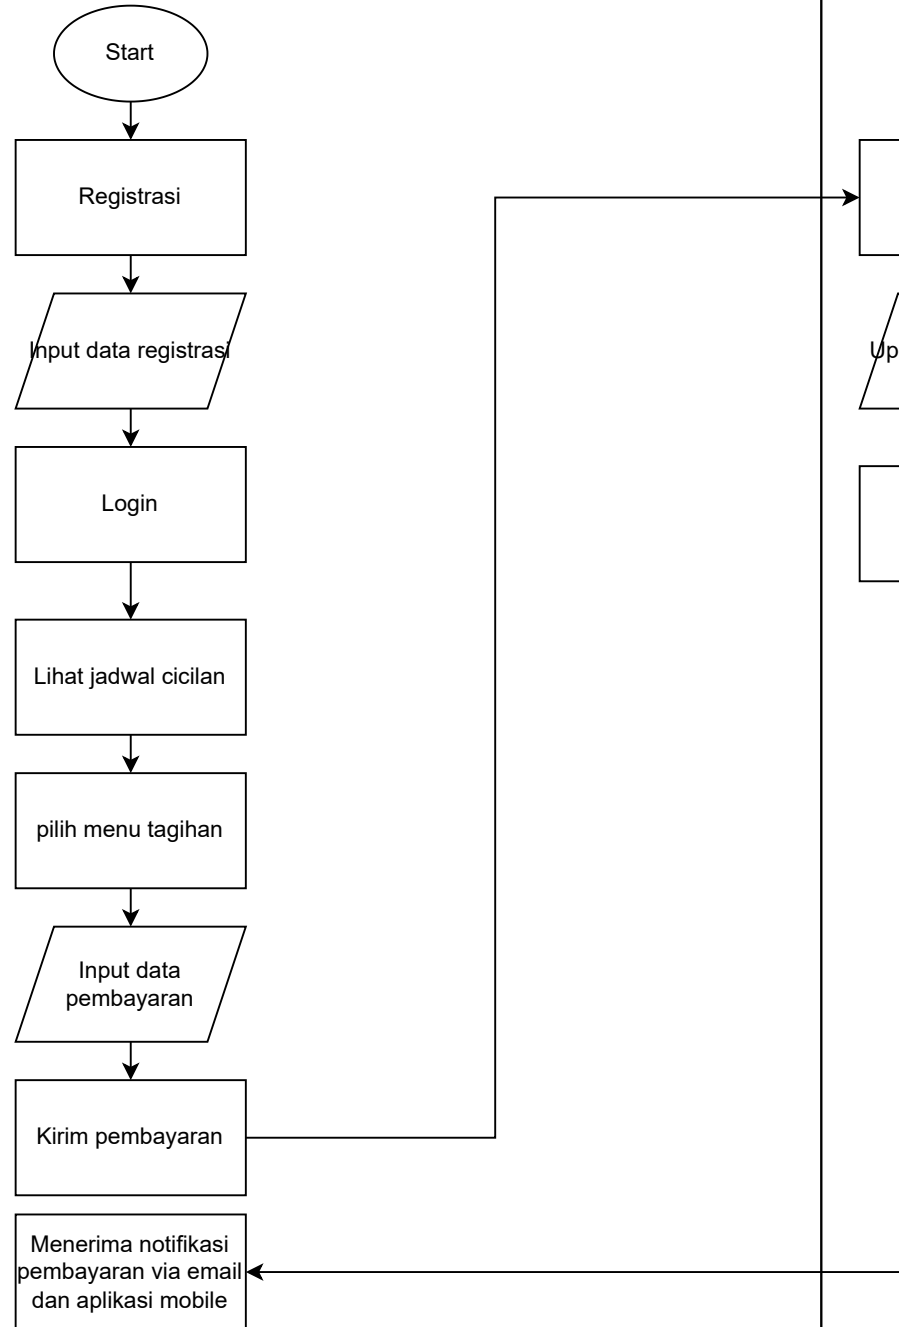 Start
Registrasi
Input data registrasi
Login
Lihat jadwal cicilan
pilih menu tagihan
Input data
pembayaran
Kirim pembayaran
Menerima notifikasi
pembayaran via email
dan aplikasi mobile